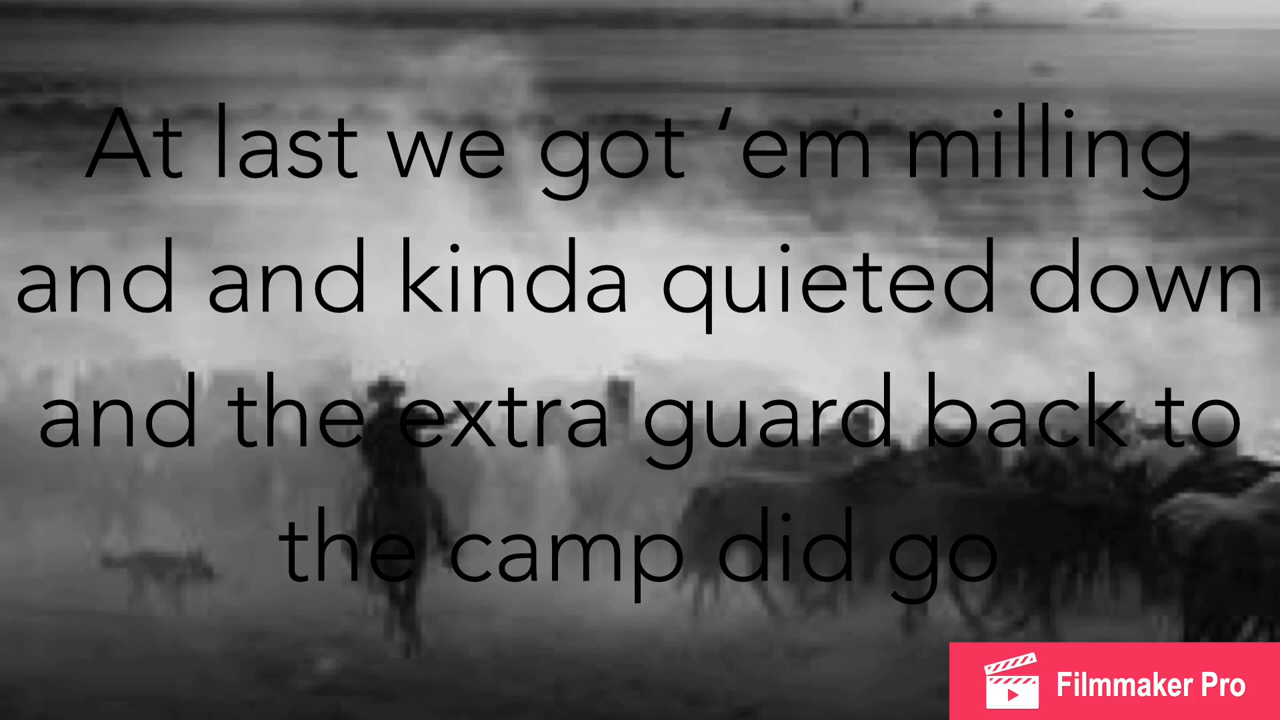 At last we got ‘em milling
and and kinda quieted down
and the extra guard back to
the camp did go
Filmmaker Pro